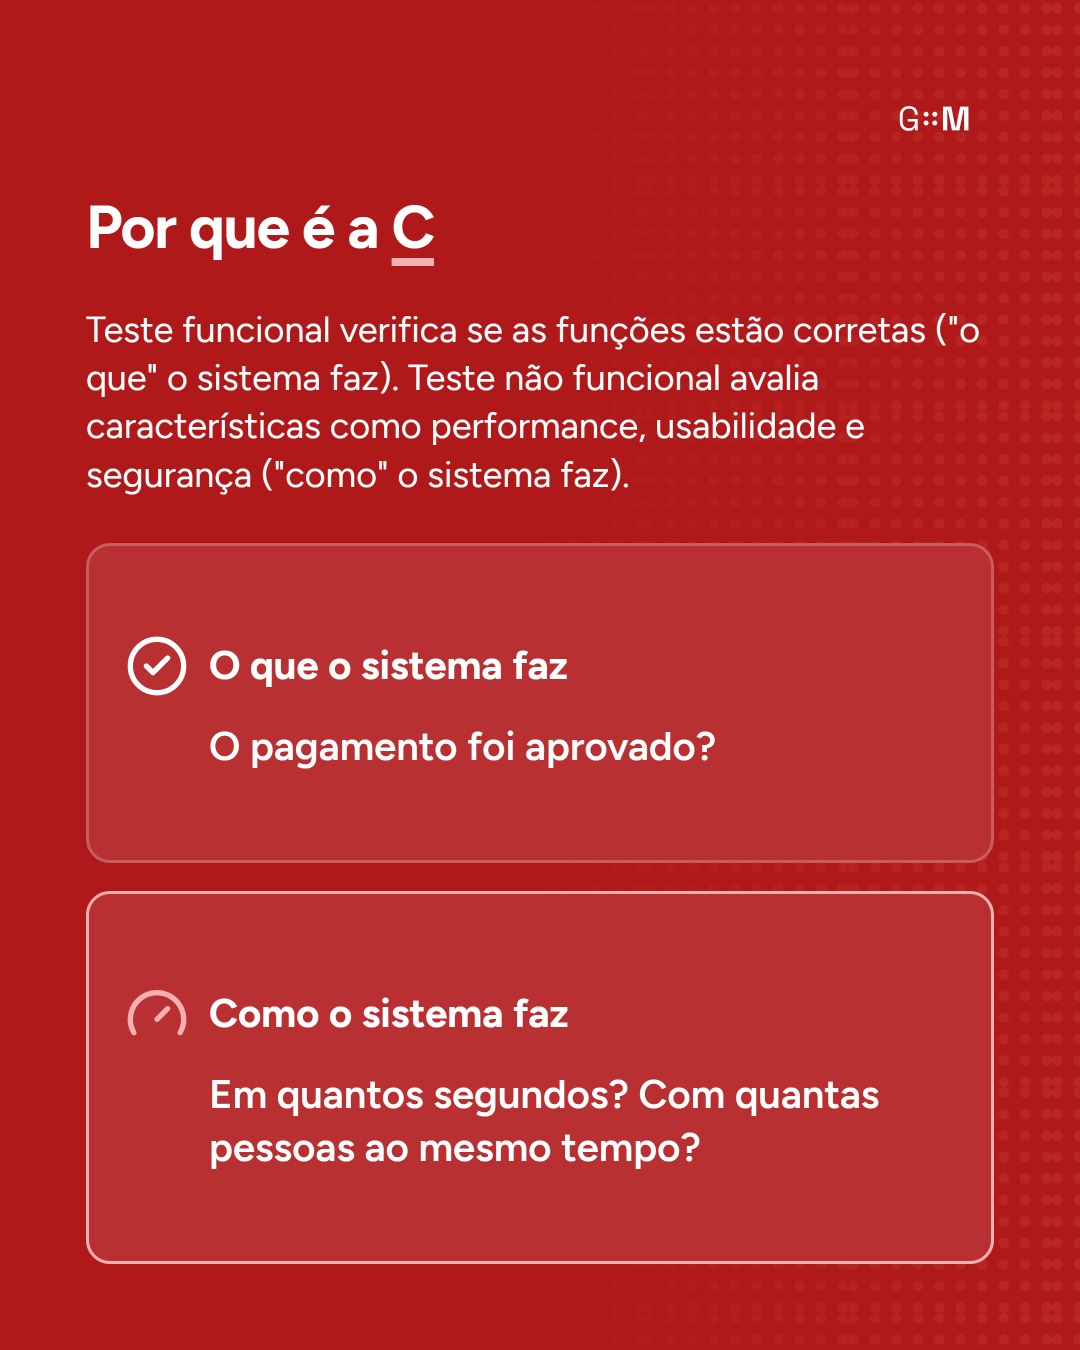 G::M
Por que é a C
Teste funcional verifica se as funções estão corretas ("o
que" o sistema faz). Teste não funcional avalia
características como performance, usabilidade e
segurança ("como" o sistema faz).
O que o sistema faz
O pagamento foi aprovado?
Como o sistema faz
Em quantos segundos? Com quantas
pessoas ao mesmo tempo?